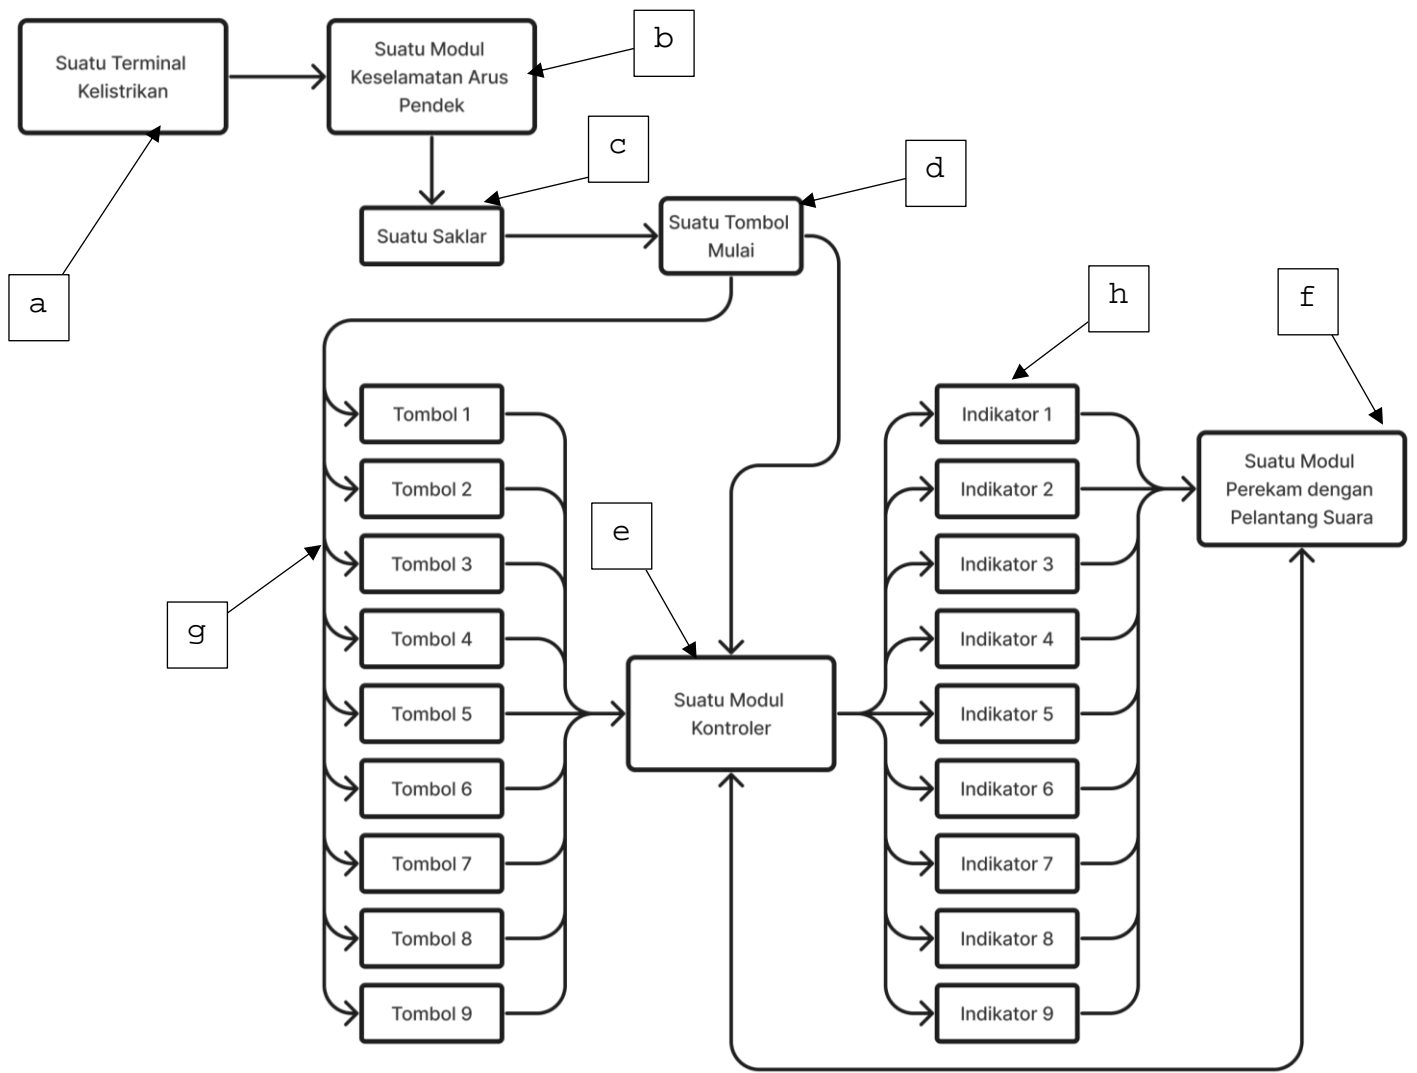 Suatu Terminal
Kelistrikan
Suatu Modul
Keselamatan Arus
Pendek
b
c
d
Suatu Saklar
Suatu Tombol
Mulai
a
h
f
Tombol 1
Tombol 2
Tombol 3
Tombol 4
Tombol 5
Tombol 6
Tombol 7
Tombol 8
Tombol 9
g
e
Suatu Modul
Kontroler
Indikator 1
Indikator 2
Indikator 3
Indikator 4
Indikator 5
Indikator 6
Indikator 7
Indikator 8
Indikator 9
Suatu Modul
Perekam dengan
Pelantang Suara